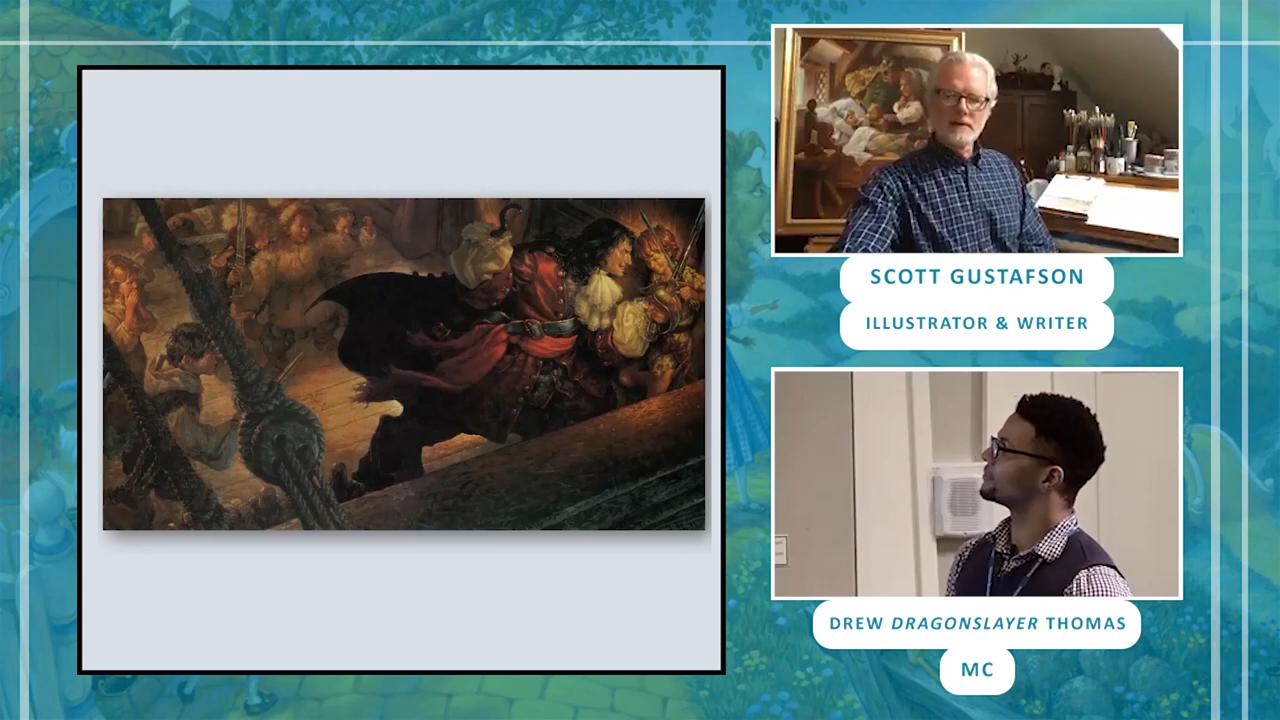 SCOTT GUSTAFSON
ILLUSTRATOR & WRITER
DREW DRAGONSLAYER THOMAS
MC